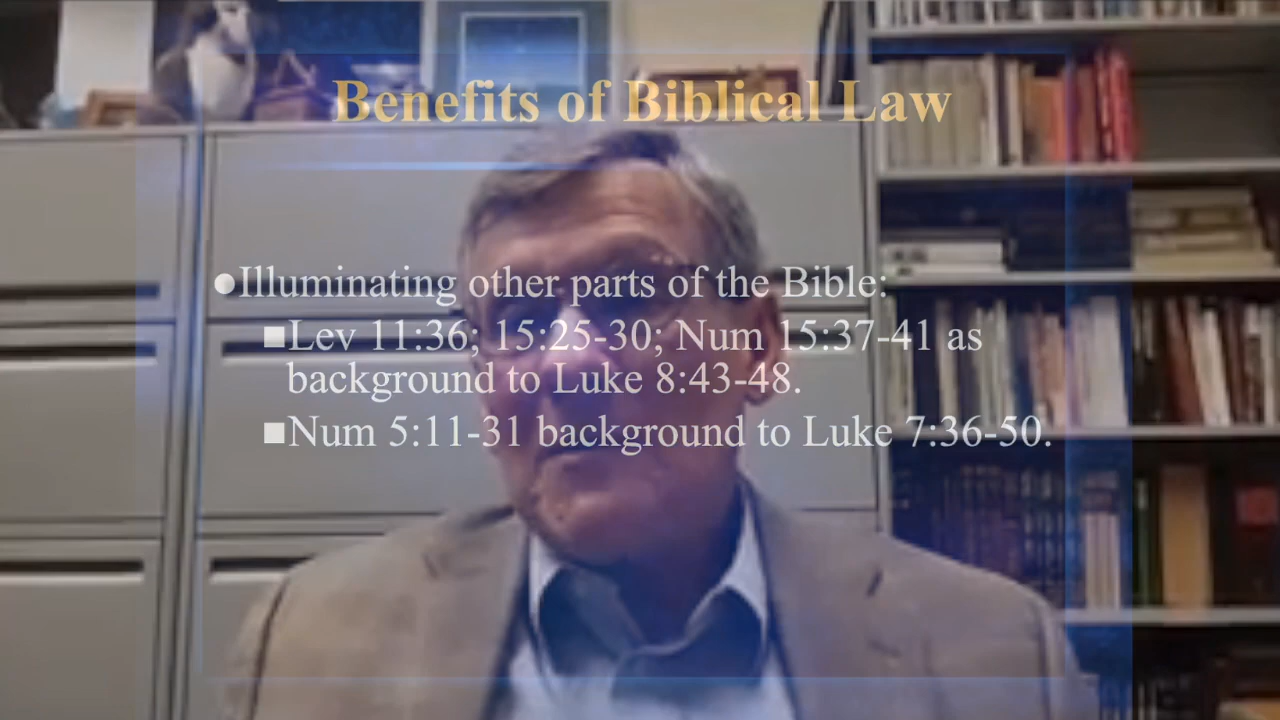 Benefits of Biblical Law
●Illuminating other parts of the Bible:
■Lev 11:36; 15:25-30; Num 15:37-41 as
background to Luke 8:43-48.
■Num 5:11-31 background to Luke 7:36-50.